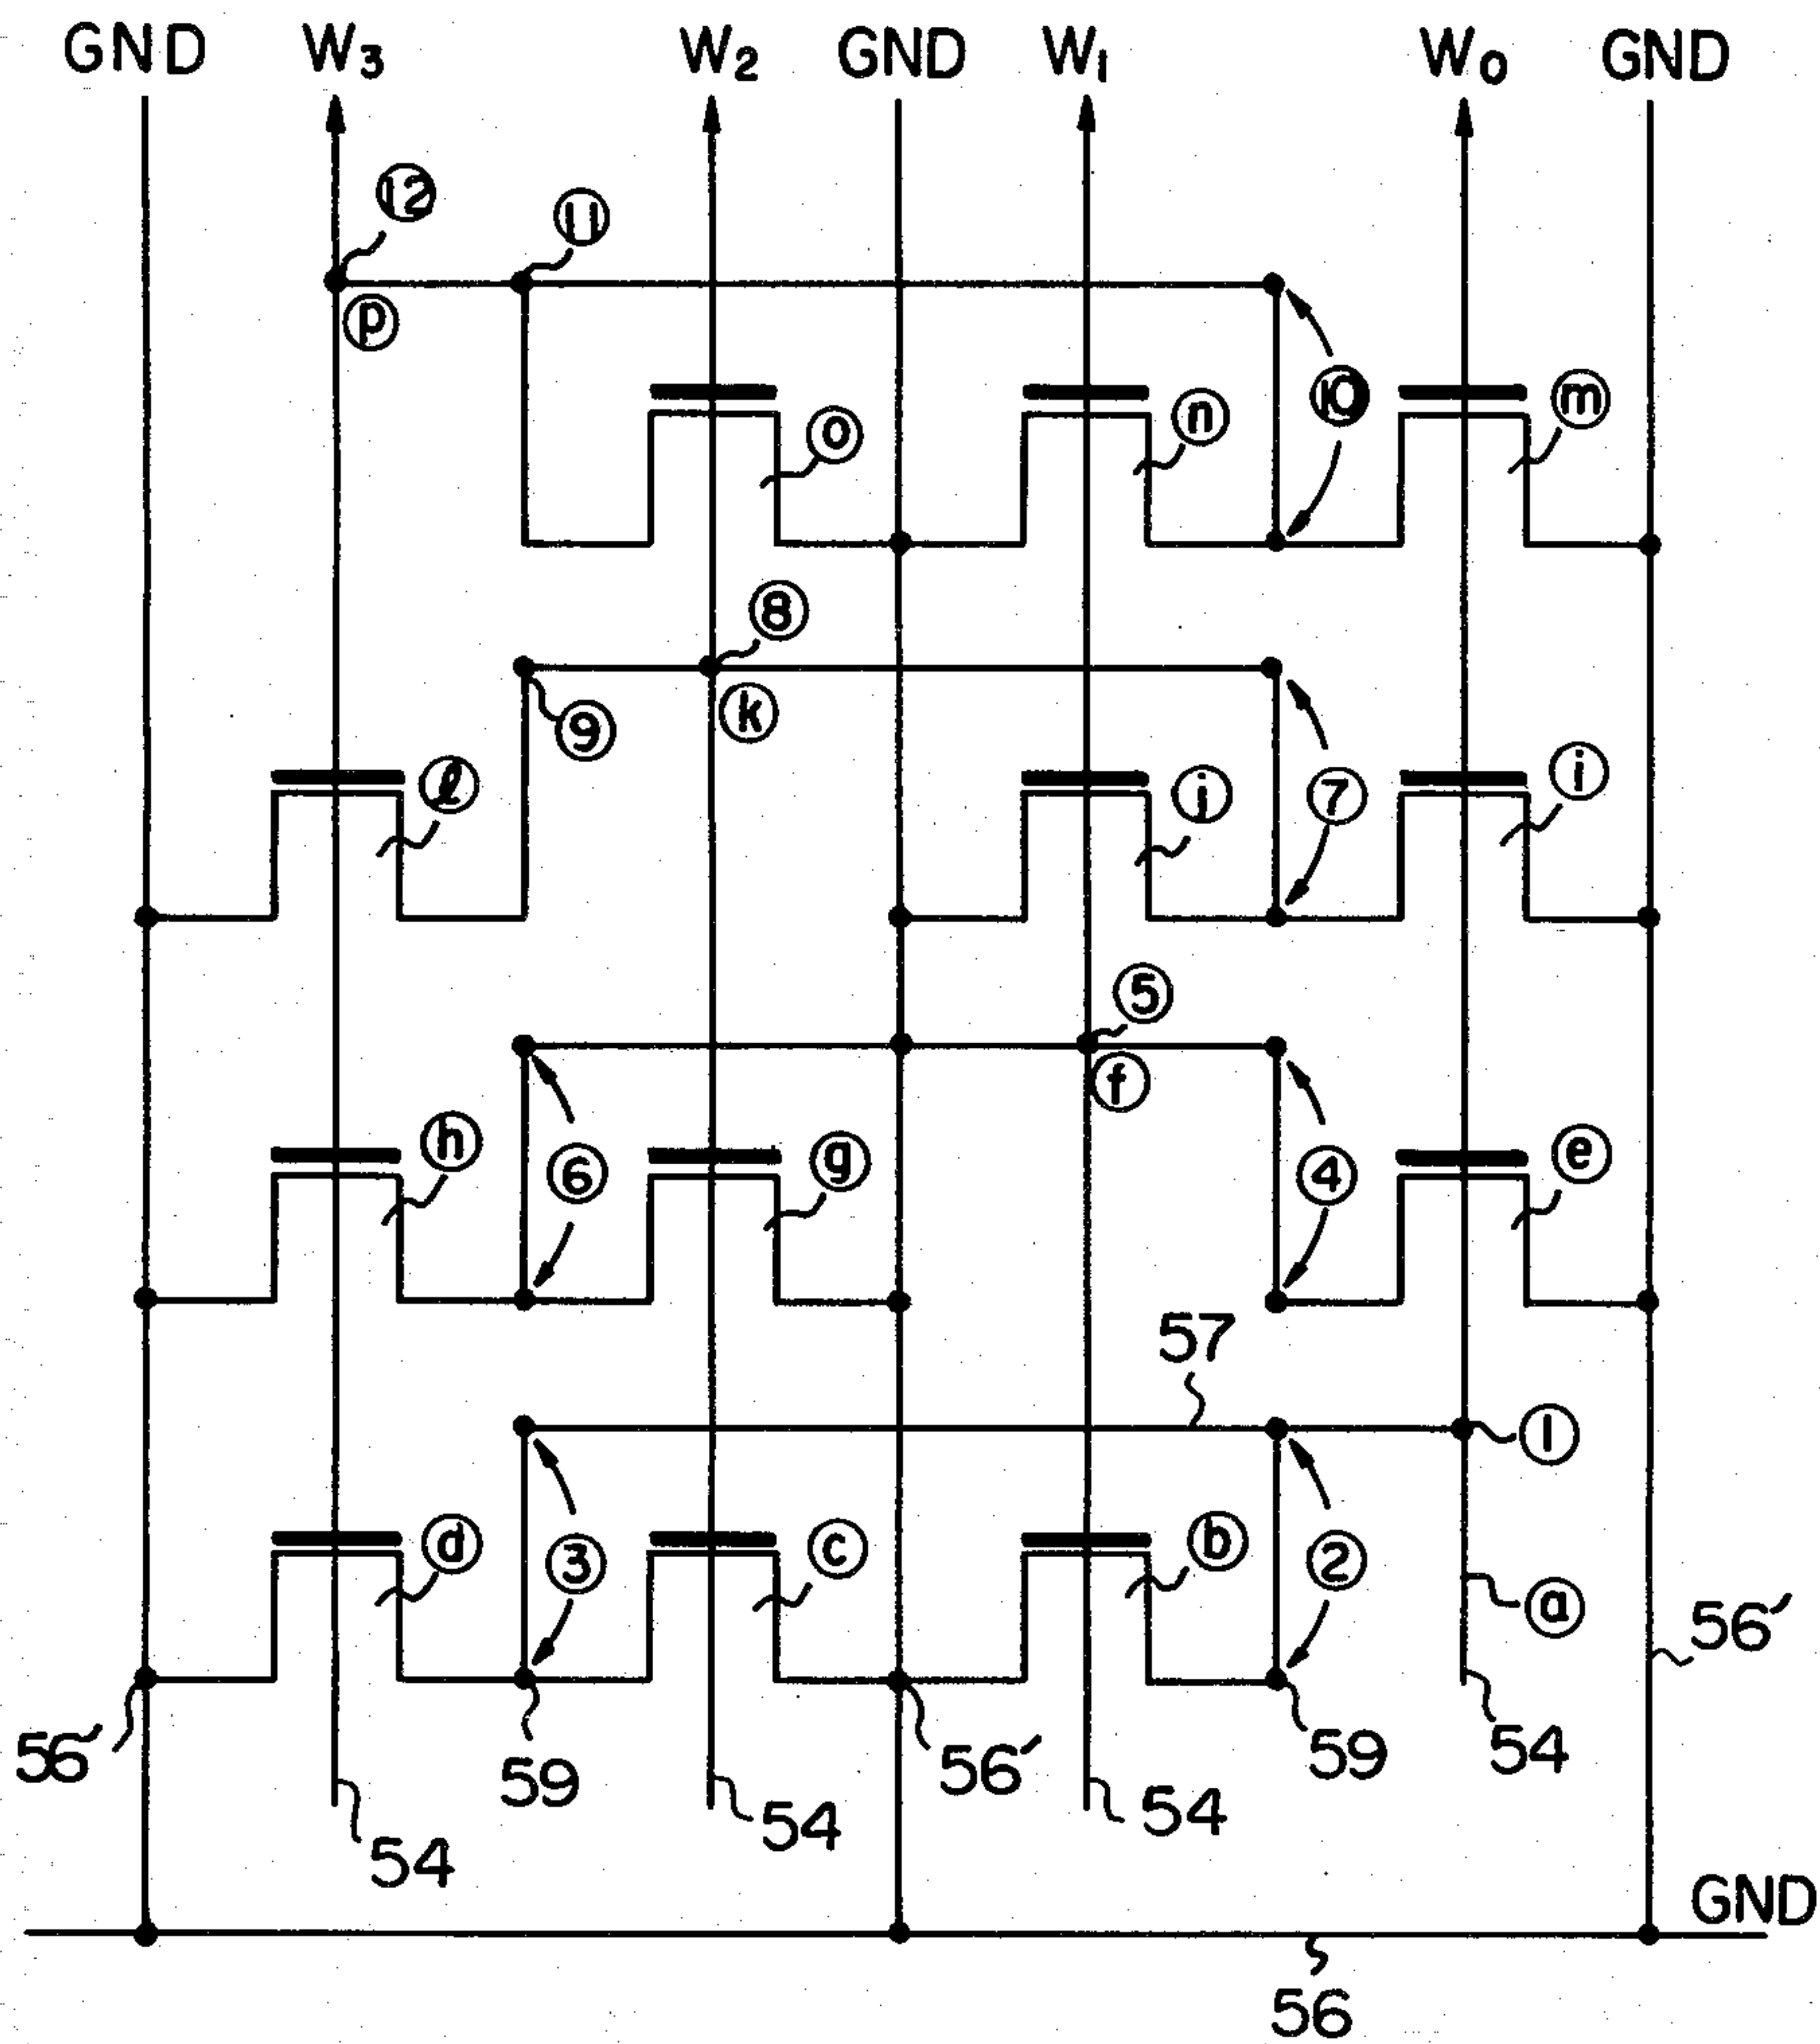 GND W₃ W₂ GND W₁ W₀ GND
⑫ ⑪
ⓟ
⑩ ⓜ
ⓞ ⓝ
⑧
⑨ ⓚ
ⓛ ⓙ ⑦ ⓘ
⑤
ⓕ
ⓗ ⓖ ⓔ
⑥ ④
57
①
ⓓ ⓒ ⓑ
③ ②
ⓐ
56′
56′ 59 56′ 59 54
54 54 54
GND
56